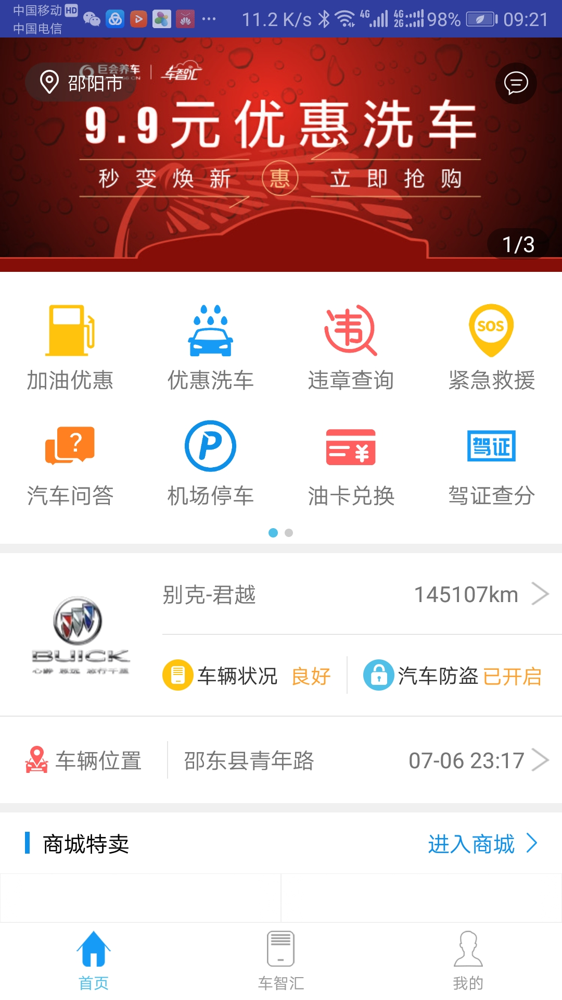 中国移动 HD
中国电信
11.2 K/s 4G 4G 2G 98% 09:21
巨会养车 车智汇
邵阳市
9.9元优惠洗车
秒变焕新 惠 立即抢购
1/3
SOS
加油优惠 优惠洗车 违章查询 紧急救援
? P ¥ 驾证
汽车问答 机场停车 油卡兑换 驾证查分
别克-君越 145107km
BUICK
车辆状况 良好 汽车防盗 已开启
车辆位置 邵东县青年路 07-06 23:17
商城特卖 进入商城
首页 车智汇 我的